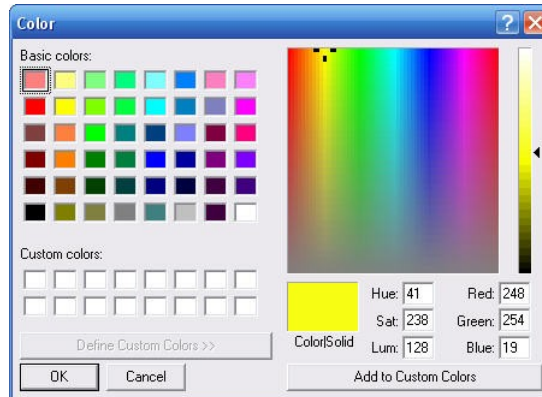 Color
Basic colors:
Custom colors:
Define Custom Colors >>
OK Cancel
Color|Solid
Hue: 41 Red: 248
Sat: 238 Green: 254
Lum: 128 Blue: 19
Add to Custom Colors